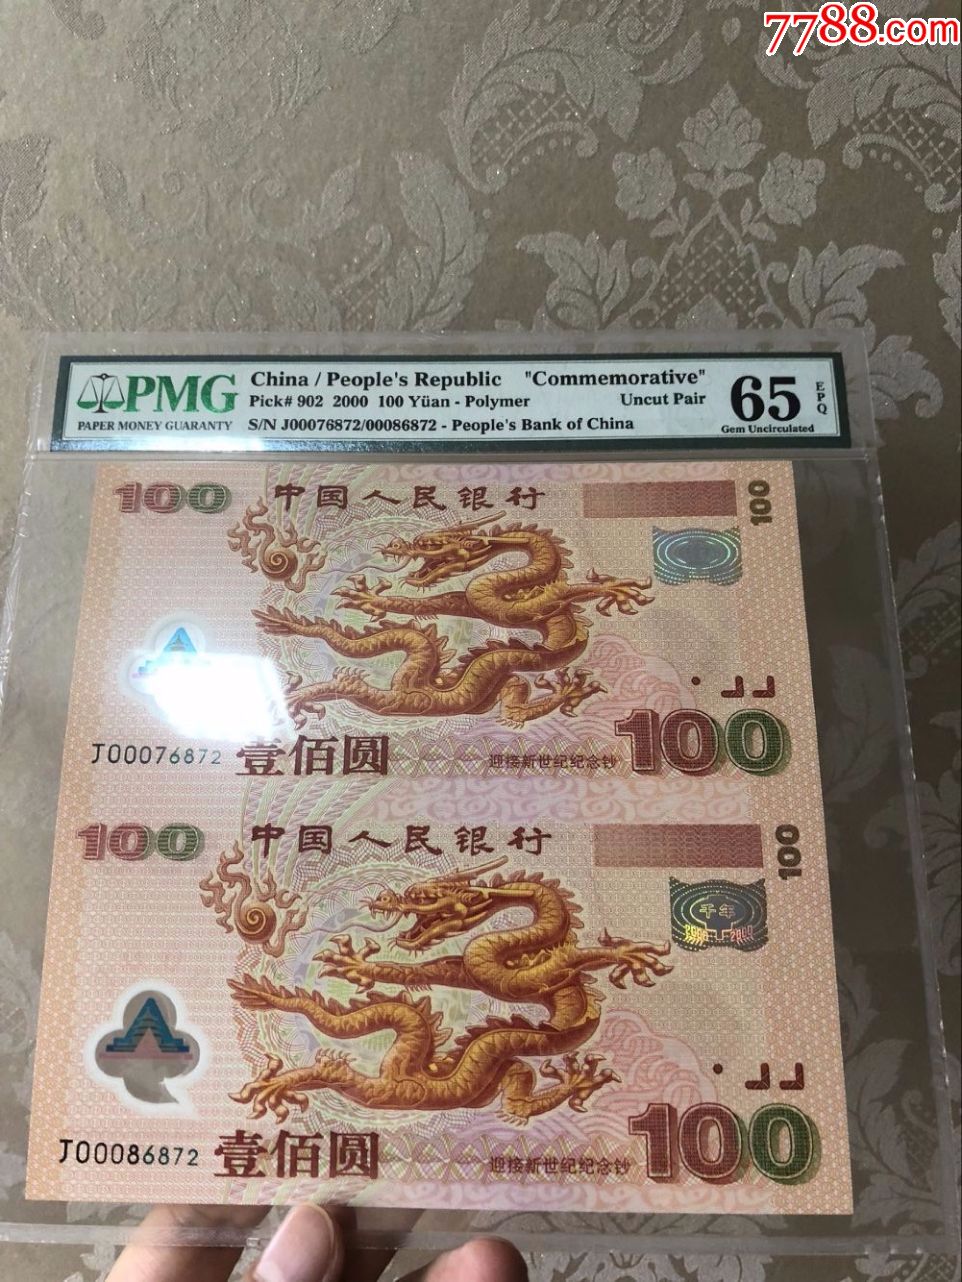 7788.com
PMG
PAPER MONEY GUARANTY
China / People's Republic "Commemorative"
Pick# 902 2000 100 Yüan - Polymer Uncut Pair
S/N J00076872/00086872 - People's Bank of China
65
EPQ
Gem Uncirculated
100 中国人民银行 100
J00076872 壹佰圆 迎接新世纪纪念钞 100
100 中国人民银行 100
千年
2000 2000
J00086872 壹佰圆 迎接新世纪纪念钞 100